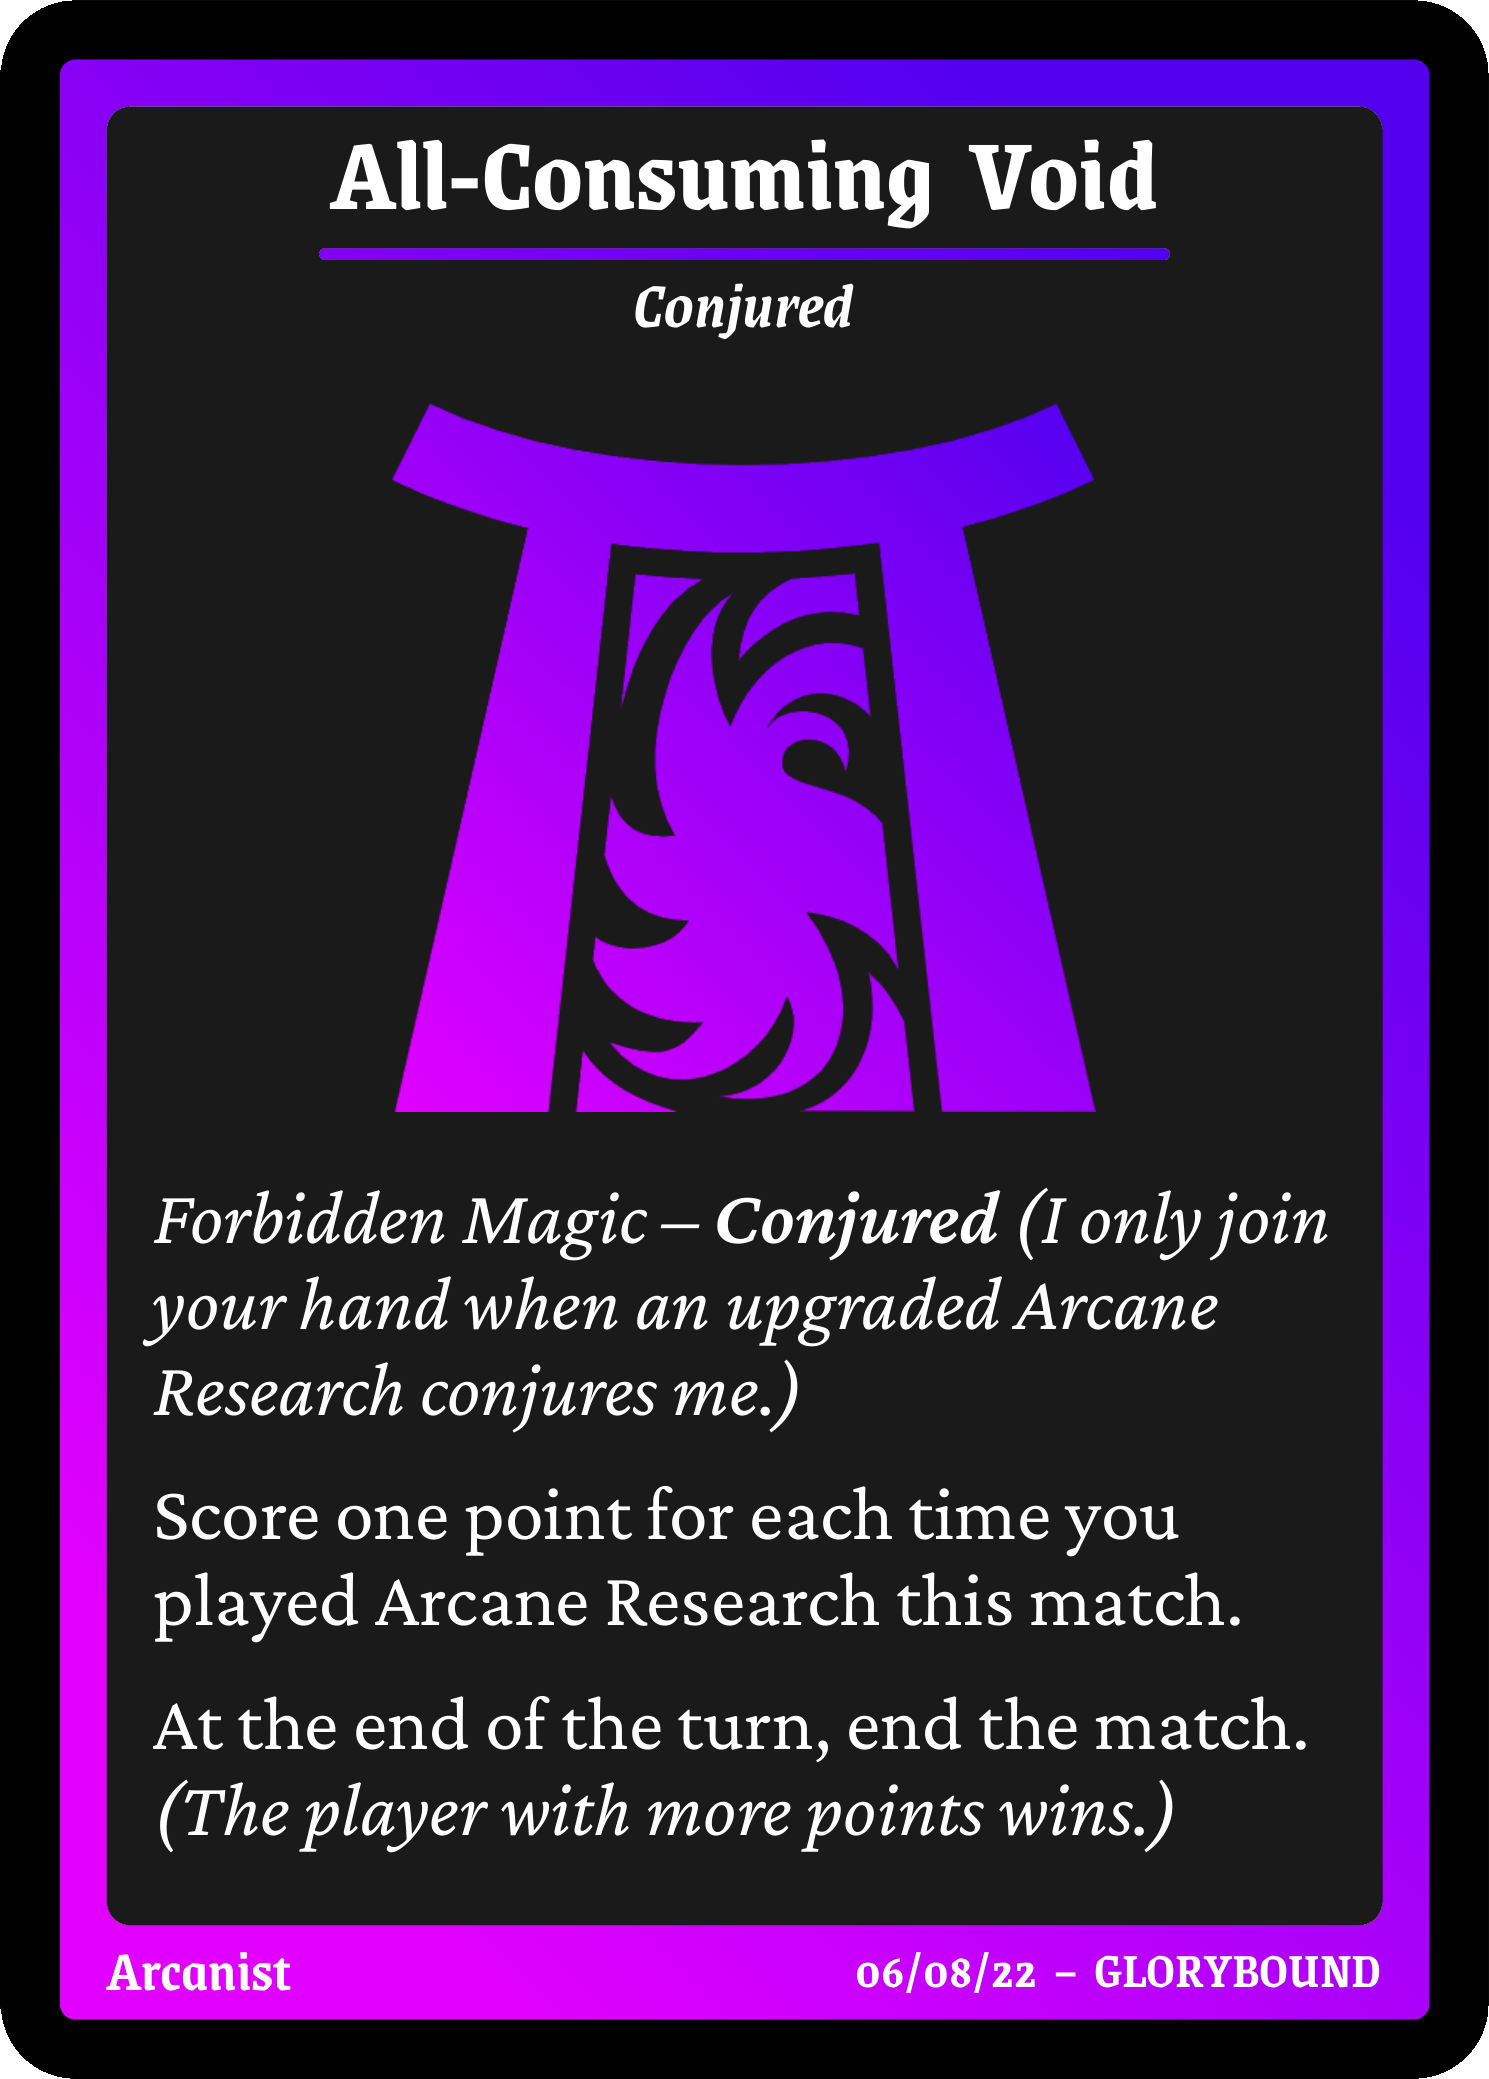 All-Consuming Void
Conjured
Forbidden Magic – Conjured (I only join
your hand when an upgraded Arcane
Research conjures me.)
Score one point for each time you
played Arcane Research this match.
At the end of the turn, end the match.
(The player with more points wins.)
Arcanist
06/08/22 – GLORYBOUND